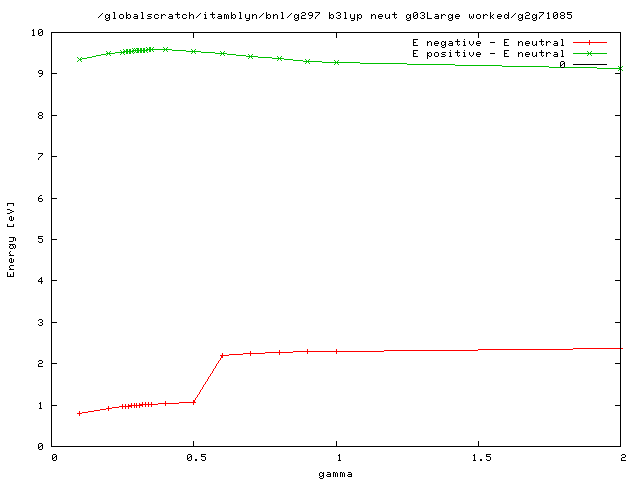 /globalscratch/itamblyn/bnl/g297 b3lyp neut g03Large worked/g2g71085
E negative - E neutral
E positive - E neutral
0
10
9
8
7
6
5
4
3
2
1
0
Energy [eV]
0 0.5 1 1.5 2
gamma